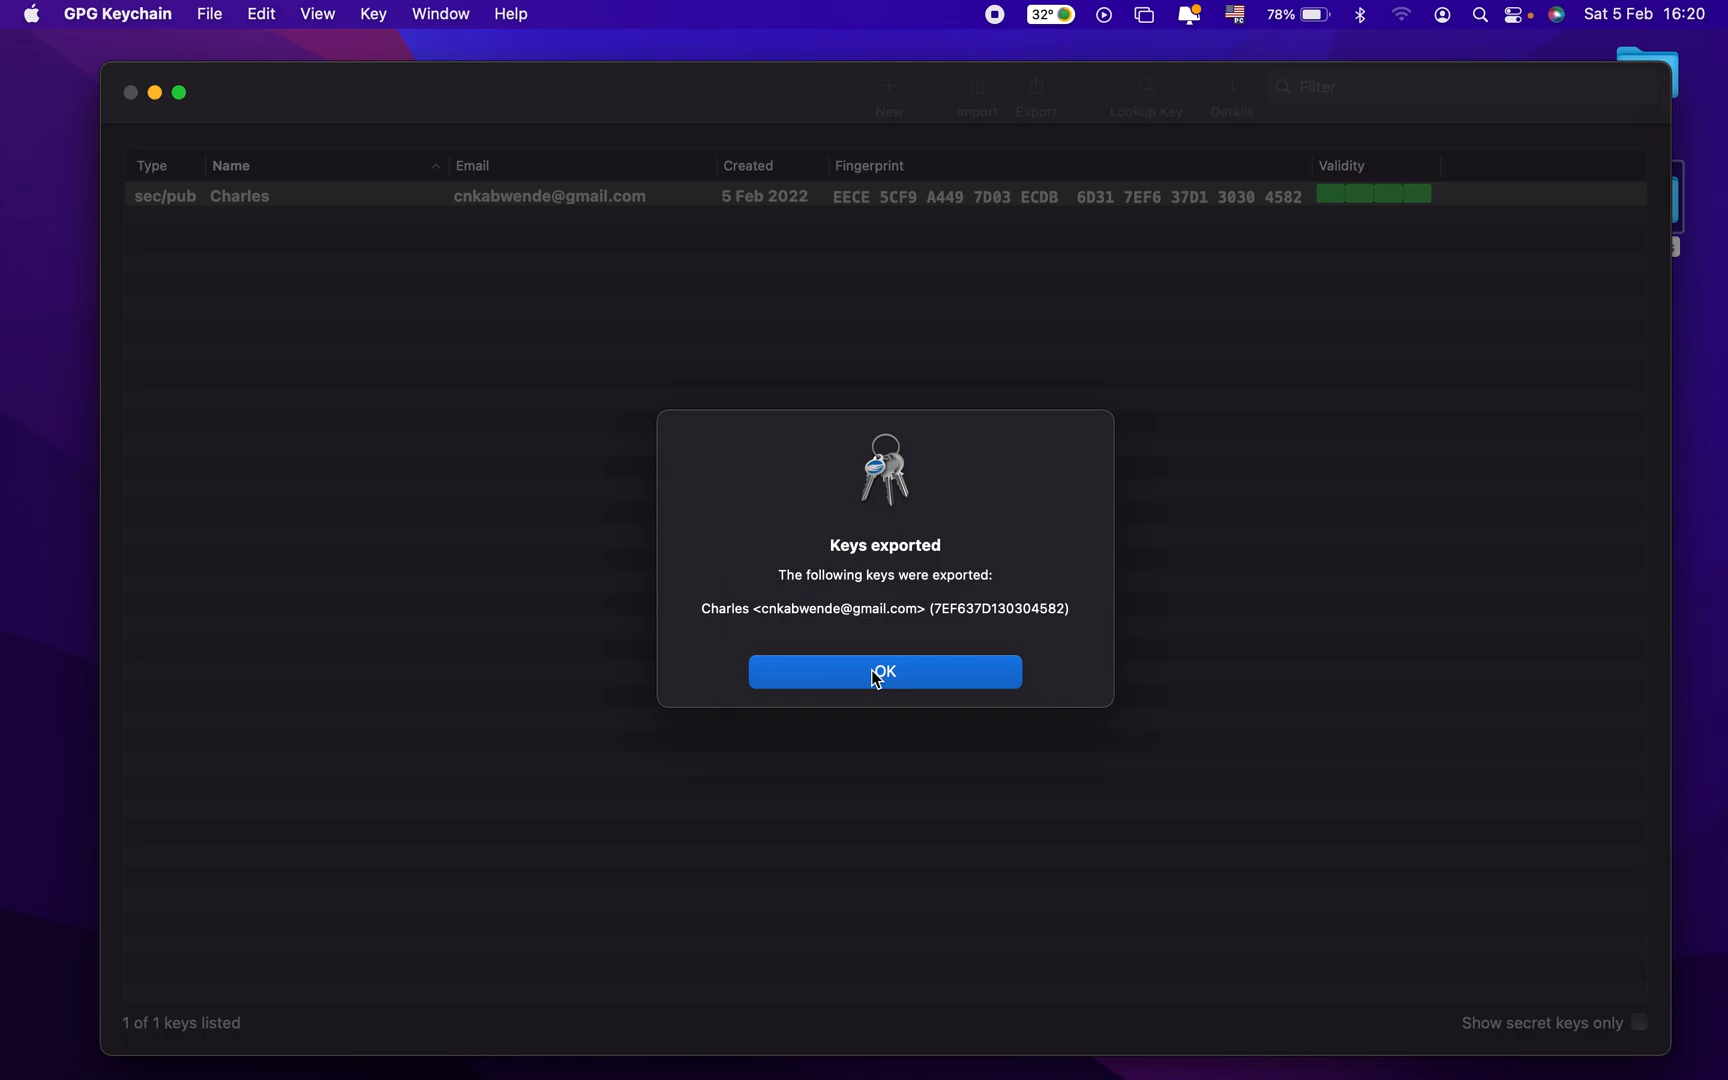 GPG Keychain File Edit View Key Window Help 32° 78% Sat 5 Feb 16:20
New Import Export Lookup Key Details Filter
Type Name Email Created Fingerprint Validity
sec/pub Charles cnkabwende@gmail.com 5 Feb 2022 EECE 5CF9 A449 7D03 ECDB 6D31 7EF6 37D1 3030 4582
Keys exported
The following keys were exported:
Charles <cnkabwende@gmail.com> (7EF637D130304582)
OK
1 of 1 keys listed Show secret keys only